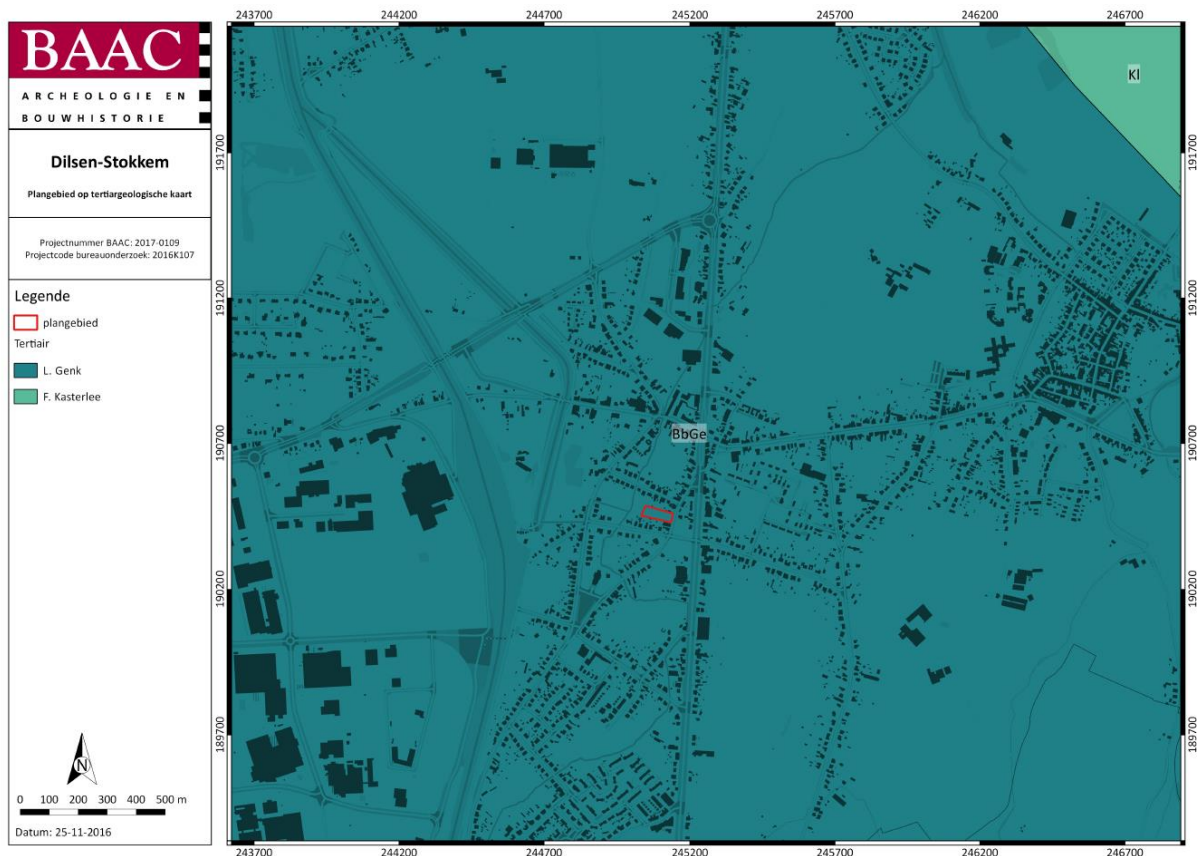 BAAC
ARCHEOLOGIE EN
BOUWHISTORIE
Dilsen-Stokkem
Plangebied op tertiargeologische kaart
Projectnummer BAAC: 2017-0109
Projectcode bureauonderzoek: 2016K107
Legende
plangebied
Tertiair
L. Genk
F. Kasterlee
N
0 100 200 300 400 500 m
Datum: 25-11-2016
243700 244200 244700 245200 245700 246200 246700
191700
191200
190700
190200
189700
Kl
BbGe
191700
191200
190700
190200
189700
243700 244200 244700 245200 245700 246200 246700